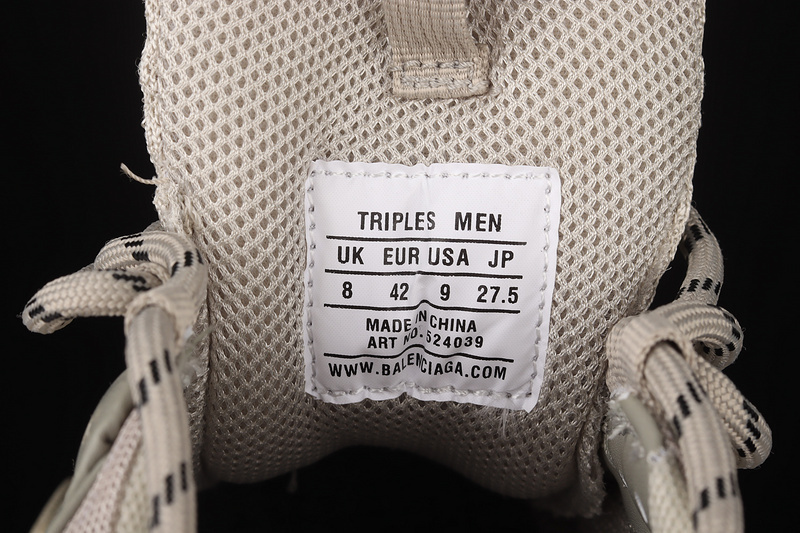 TRIPLES MEN
UK EUR USA JP
8 42 9 27.5
MADE IN CHINA
ART NO.524039
WWW.BALENCIAGA.COM